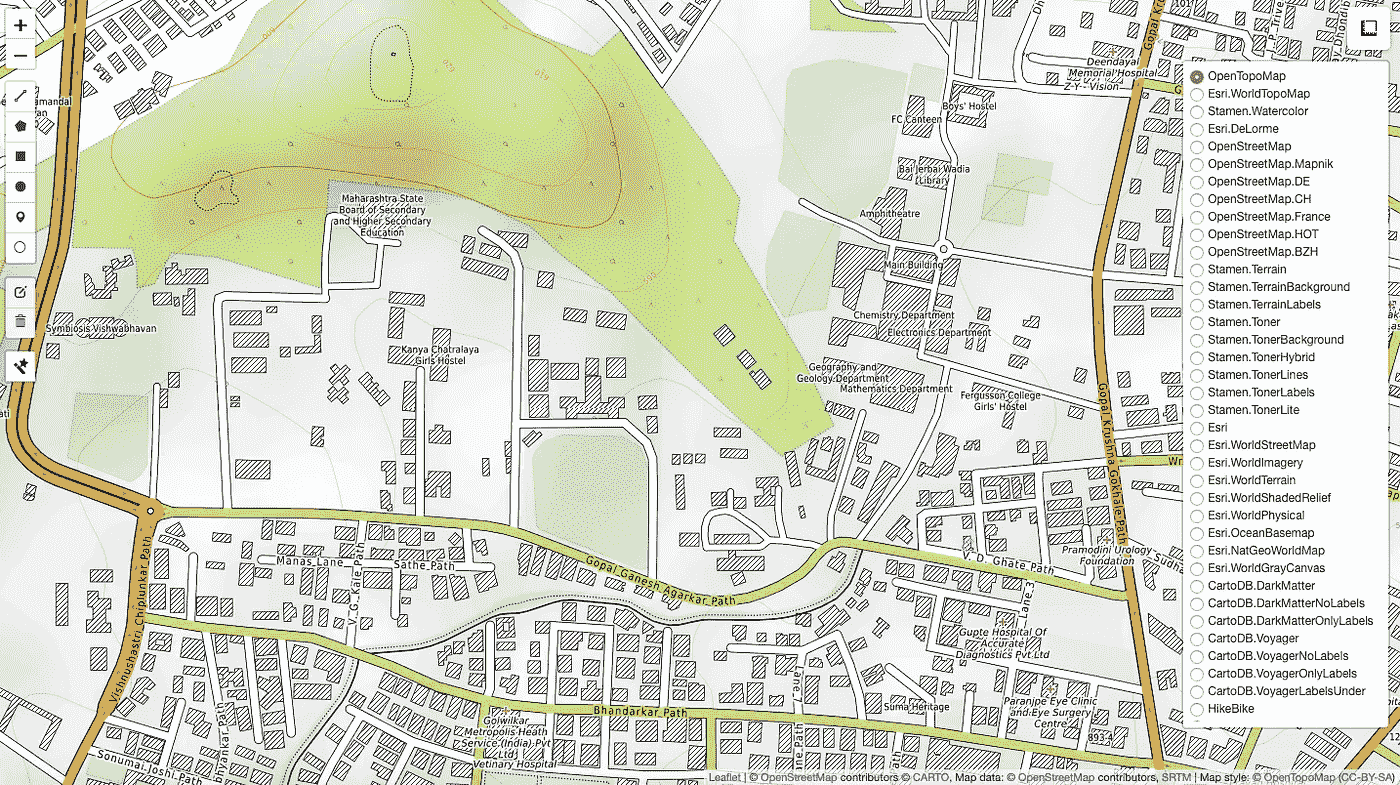 +
−
OpenTopoMap
Esri.WorldTopoMap
Stamen.Watercolor
Esri.DeLorme
OpenStreetMap
OpenStreetMap.Mapnik
OpenStreetMap.DE
OpenStreetMap.CH
OpenStreetMap.France
OpenStreetMap.HOT
OpenStreetMap.BZH
Stamen.Terrain
Stamen.TerrainBackground
Stamen.TerrainLabels
Stamen.Toner
Stamen.TonerBackground
Stamen.TonerHybrid
Stamen.TonerLines
Stamen.TonerLabels
Stamen.TonerLite
Esri
Esri.WorldStreetMap
Esri.WorldImagery
Esri.WorldTerrain
Esri.WorldShadedRelief
Esri.WorldPhysical
Esri.OceanBasemap
Esri.NatGeoWorldMap
Esri.WorldGrayCanvas
CartoDB.DarkMatter
CartoDB.DarkMatterNoLabels
CartoDB.DarkMatterOnlyLabels
CartoDB.Voyager
CartoDB.VoyagerNoLabels
CartoDB.VoyagerOnlyLabels
CartoDB.VoyagerLabelsUnder
HikeBike
Deendayal
Memorial Hospital
Z-Y - Vision
Boys' Hostel
FC Canteen
Bai Jerbai Wadia
Library
Amphitheatre
Main Building
Maharashtra State
Board of Secondary
and Higher Secondary
Education
Symbiosis Vishwabhavan
Kanya Chatralaya
Girls Hostel
Chemistry Department
Electronics Department
Geography and
Geology Department
Mathematics Department
Fergusson College
Girls' Hostel
Gopal Krushna Gokhale Path
Pramodini Urology
Foundation
V. D. Ghate Path
Gopal Ganesh Agarkar Path
Manas Lane
Sathe Path
V. G. Kale Path
Lane 3
Vishnushastri Chiplunkar Path
Gupte Hospital Of
Accurate
Diagnostics Pvt.Ltd
Paranjpe Eye Clinic
and Eye Surgery
Centre
Suma Heritage
893.4
Bhandarkar Path
Golwilkar
Metropolis Heath
Service (India) Pvt
Ltd
Vetinary Hospital
Sonumai Joshi Path
Leaflet | © OpenStreetMap contributors © CARTO, Map data: © OpenStreetMap contributors, SRTM | Map style: © OpenTopoMap (CC-BY-SA)